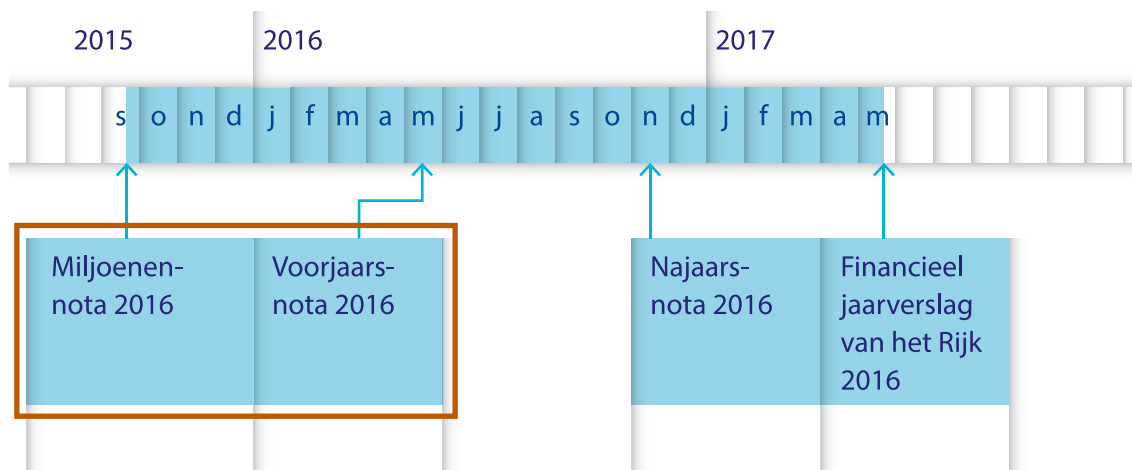 2015 2016 2017
s o n d j f m a m j j a s o n d j f m a m
Miljoenen-
nota 2016
Voorjaars-
nota 2016
Najaars-
nota 2016
Financieel
jaarverslag
van het Rijk
2016